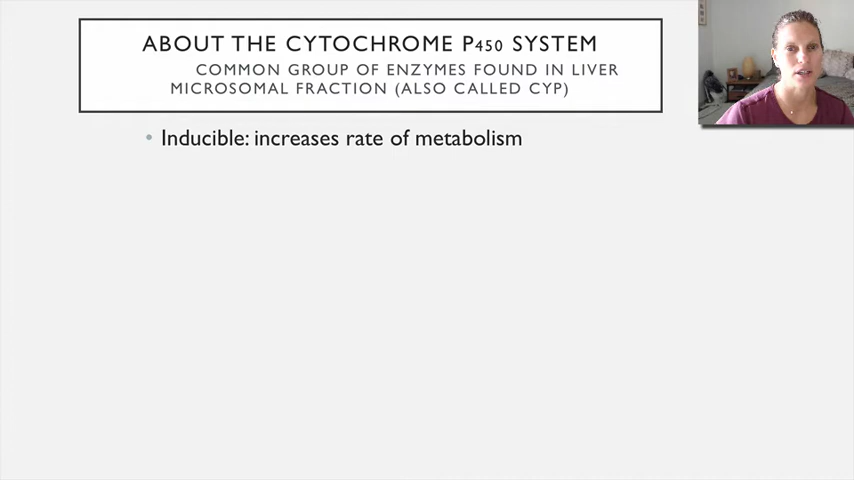 ABOUT THE CYTOCHROME P450 SYSTEM
COMMON GROUP OF ENZYMES FOUND IN LIVER
MICROSOMAL FRACTION (ALSO CALLED CYP)
• Inducible: increases rate of metabolism